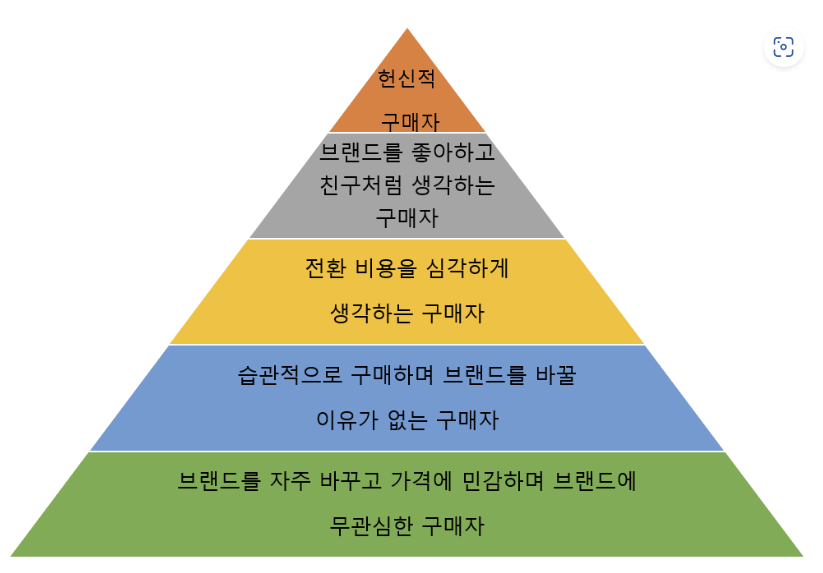 헌신적
구매자
브랜드를 좋아하고
친구처럼 생각하는
구매자
전환 비용을 심각하게
생각하는 구매자
습관적으로 구매하며 브랜드를 바꿀
이유가 없는 구매자
브랜드를 자주 바꾸고 가격에 민감하며 브랜드에
무관심한 구매자